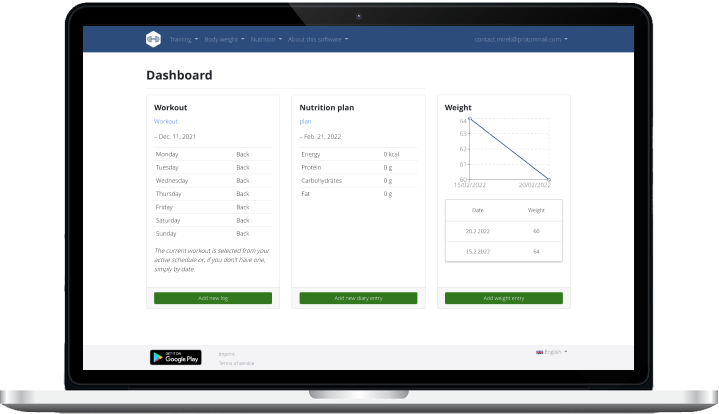 Training Body weight Nutrition About this software
Dashboard
Workout
Workout
– Dec. 11, 2021
Monday Back
Tuesday Back
Wednesday Back
Thursday Back
Friday Back
Saturday Back
Sunday Back
The current workout is selected from your
active schedule or, if you don't have one,
simply by date.
Add new log
Nutrition plan
plan
– Feb. 21, 2022
Energy 0 kcal
Protein 0 g
Carbohydrates 0 g
Fat 0 g
Add new diary entry
Weight
64
63
62
61
60
15/02/2022 20/02/2022
Date Weight
20.2.2022 60
15.2.2022 64
Add weight entry
GET IT ON
Google Play
Imprint
Terms of service
English